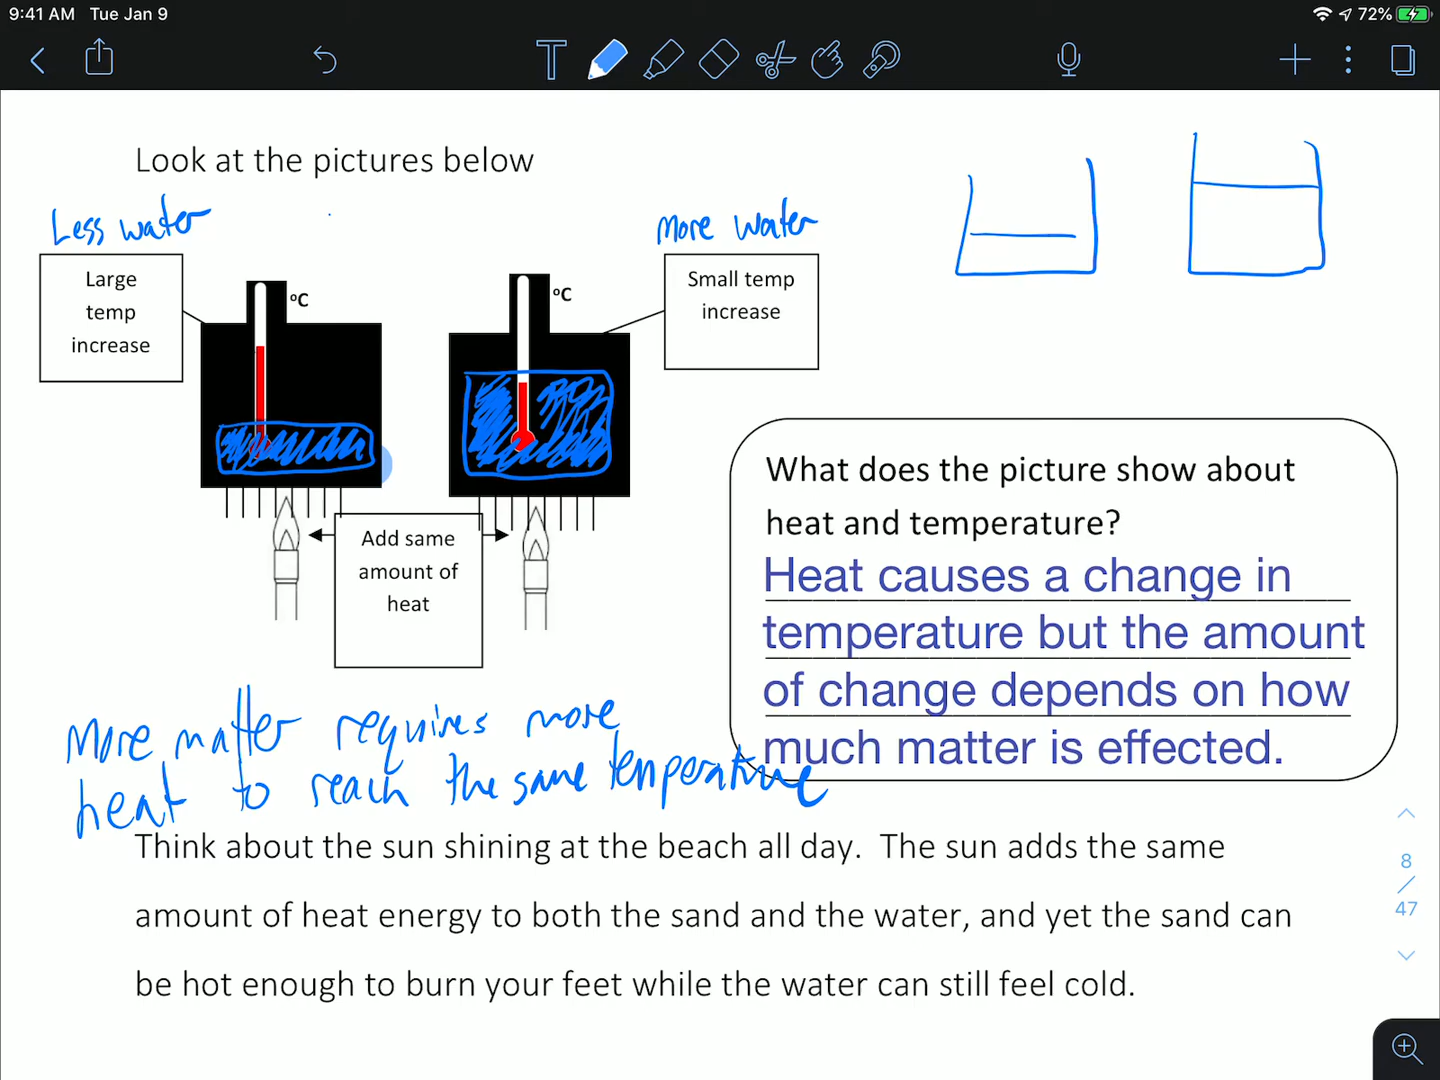 9:41 AM Tue Jan 9
72%
T
Look at the pictures below
Less water
More water
Large
temp
increase
°C
°C
Small temp
increase
Add same
amount of
heat
What does the picture show about
heat and temperature?
Heat causes a change in
temperature but the amount
of change depends on how
much matter is effected.
More matter requires more
heat to reach the same temperature
Think about the sun shining at the beach all day. The sun adds the same
amount of heat energy to both the sand and the water, and yet the sand can
be hot enough to burn your feet while the water can still feel cold.
8
/
47